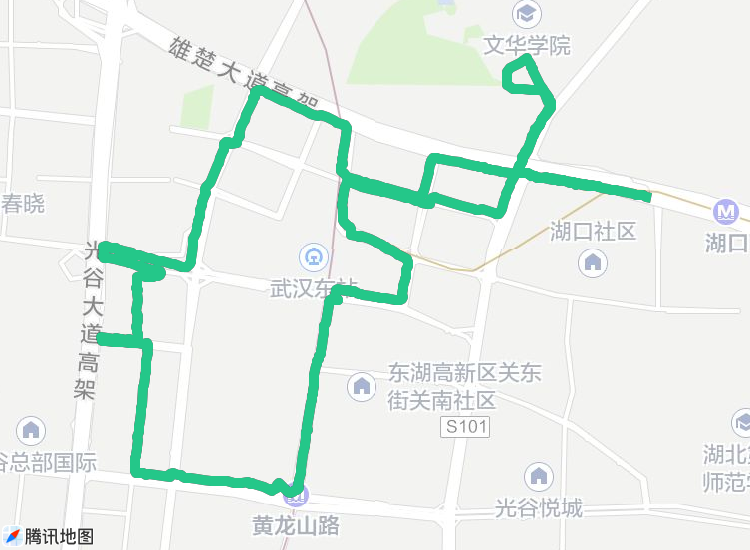 文华学院
雄楚大道高架
春晓
湖口社区
湖口
光谷大道高架
武汉东站
东湖高新区关东
街关南社区
S101
谷总部国际
湖北第
师范学
光谷悦城
黄龙山路
腾讯地图